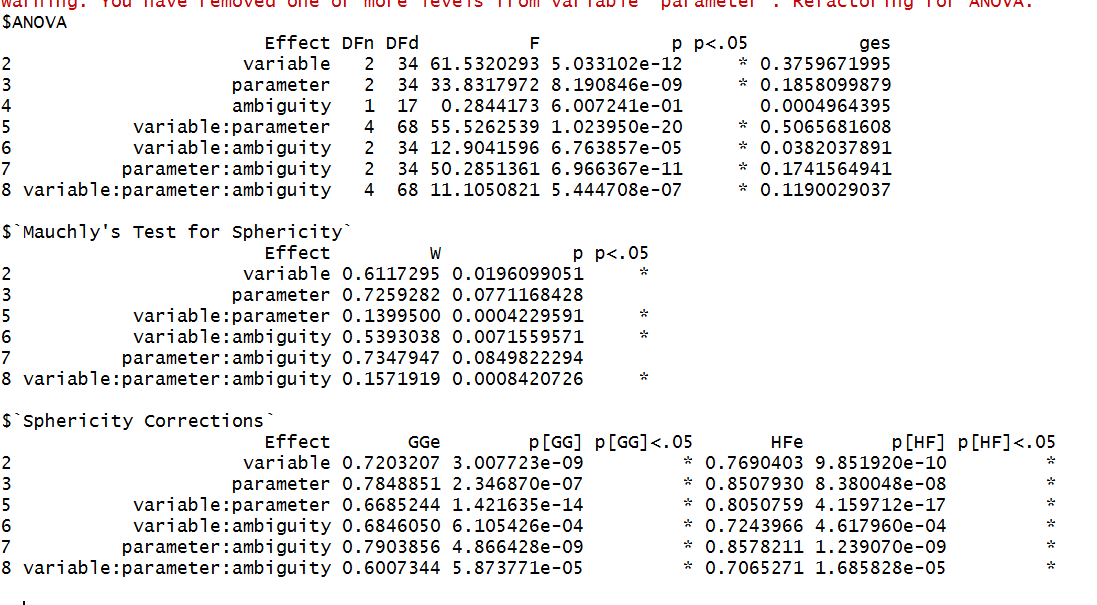 Warning: You have removed one or more levels from variable "parameter". Refactoring for ANOVA.
$ANOVA
Effect DFn DFd F p p<.05 ges
2 variable 2 34 61.5320293 5.033102e-12 * 0.3759671995
3 parameter 2 34 33.8317972 8.190846e-09 * 0.1858099879
4 ambiguity 1 17 0.2844173 6.007241e-01 0.0004964395
5 variable:parameter 4 68 55.5262539 1.023950e-20 * 0.5065681608
6 variable:ambiguity 2 34 12.9041596 6.763857e-05 * 0.0382037891
7 parameter:ambiguity 2 34 50.2851361 6.966367e-11 * 0.1741564941
8 variable:parameter:ambiguity 4 68 11.1050821 5.444708e-07 * 0.1190029037
$`Mauchly's Test for Sphericity`
Effect W p p<.05
2 variable 0.6117295 0.0196099051 *
3 parameter 0.7259282 0.0771168428
5 variable:parameter 0.1399500 0.0004229591 *
6 variable:ambiguity 0.5393038 0.0071559571 *
7 parameter:ambiguity 0.7347947 0.0849822294
8 variable:parameter:ambiguity 0.1571919 0.0008420726 *
$`Sphericity Corrections`
Effect GGe p[GG] p[GG]<.05 HFe p[HF] p[HF]<.05
2 variable 0.7203207 3.007723e-09 * 0.7690403 9.851920e-10 *
3 parameter 0.7848851 2.346870e-07 * 0.8507930 8.380048e-08 *
5 variable:parameter 0.6685244 1.421635e-14 * 0.8050759 4.159712e-17 *
6 variable:ambiguity 0.6846050 6.105426e-04 * 0.7243966 4.617960e-04 *
7 parameter:ambiguity 0.7903856 4.866428e-09 * 0.8578211 1.239070e-09 *
8 variable:parameter:ambiguity 0.6007344 5.873771e-05 * 0.7065271 1.685828e-05 *